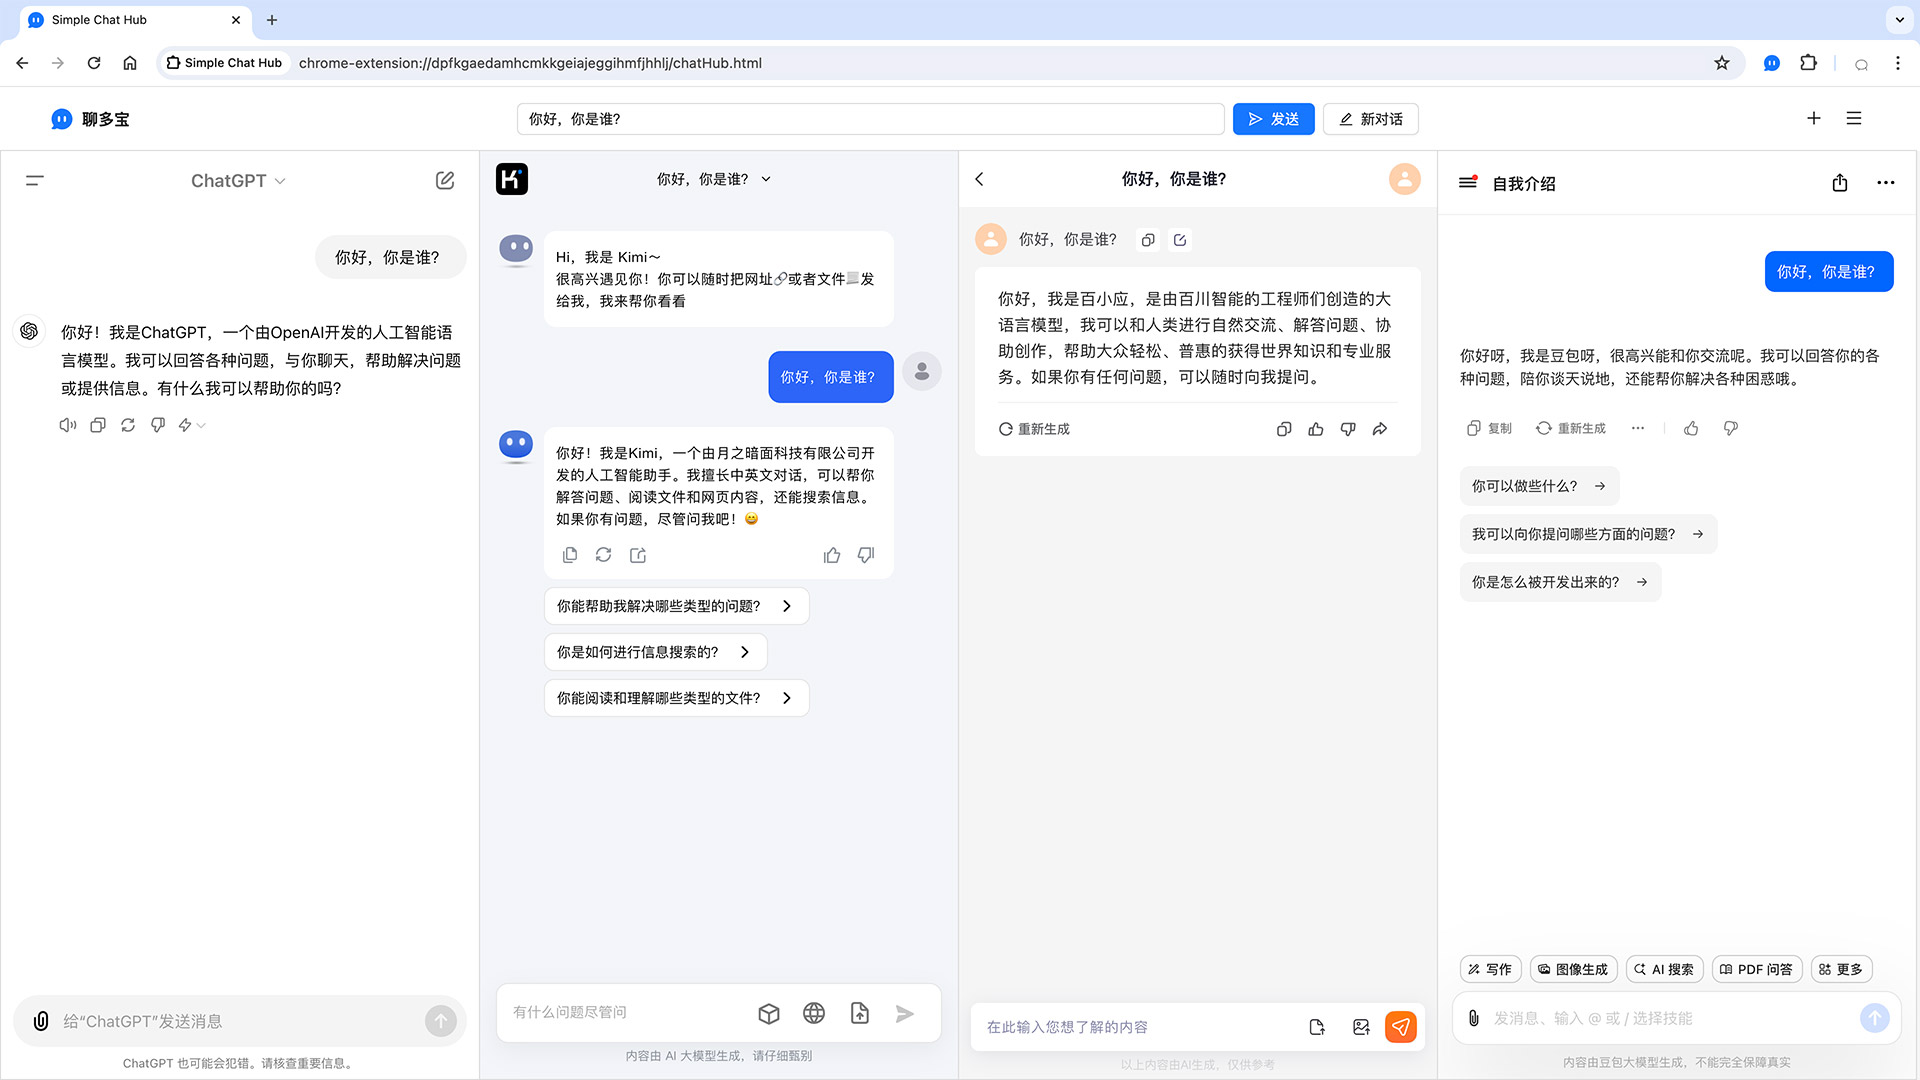 Simple Chat Hub
Simple Chat Hub
chrome-extension://dpfkgaedamhcmkkgeiajeggihmfjhhlj/chatHub.html
聊多宝
你好，你是谁？
发送
新对话
ChatGPT
你好，你是谁？
你好！我是ChatGPT，一个由OpenAI开发的人工智能语
言模型。我可以回答各种问题，与你聊天，帮助解决问题
或提供信息。有什么我可以帮助你的吗？
给“ChatGPT”发送消息
ChatGPT 也可能会犯错。请核查重要信息。
你好，你是谁？
Hi，我是 Kimi～
很高兴遇见你！你可以随时把网址🔗或者文件📃发
给我，我来帮你看看
你好，你是谁？
你好！我是Kimi，一个由月之暗面科技有限公司开
发的人工智能助手。我擅长中英文对话，可以帮你
解答问题、阅读文件和网页内容，还能搜索信息。
如果你有问题，尽管问我吧！😄
你能帮助我解决哪些类型的问题？
你是如何进行信息搜索的？
你能阅读和理解哪些类型的文件？
有什么问题尽管问
内容由 AI 大模型生成，请仔细甄别
你好，你是谁？
你好，你是谁？
你好，我是百小应，是由百川智能的工程师们创造的大
语言模型，我可以和人类进行自然交流、解答问题、协
助创作，帮助大众轻松、普惠的获得世界知识和专业服
务。如果你有任何问题，可以随时向我提问。
重新生成
在此输入您想了解的内容
以上内容由AI生成，仅供参考
自我介绍
你好，你是谁？
你好呀，我是豆包呀，很高兴能和你交流呢。我可以回答你的各
种问题，陪你谈天说地，还能帮你解决各种困惑哦。
复制
重新生成
你可以做些什么？
我可以向你提问哪些方面的问题？
你是怎么被开发出来的？
写作
图像生成
AI 搜索
PDF 问答
更多
发消息、输入 @ 或 / 选择技能
内容由豆包大模型生成，不能完全保障真实